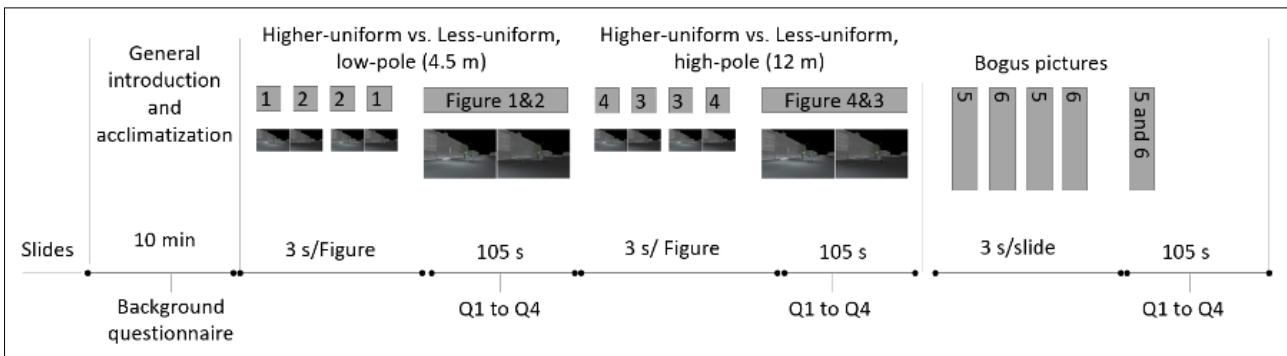 General
introduction
and
acclimatization
Higher-uniform vs. Less-uniform,
low-pole (4.5 m)
1 2 2 1
Figure 1&2
Higher-uniform vs. Less-uniform,
high-pole (12 m)
4 3 3 4
Figure 4&3
Bogus pictures
5 6 5 6
5 and 6
Slides
10 min
3 s/Figure
105 s
3 s/ Figure
105 s
3 s/slide
105 s
Background
questionnaire
Q1 to Q4
Q1 to Q4
Q1 to Q4